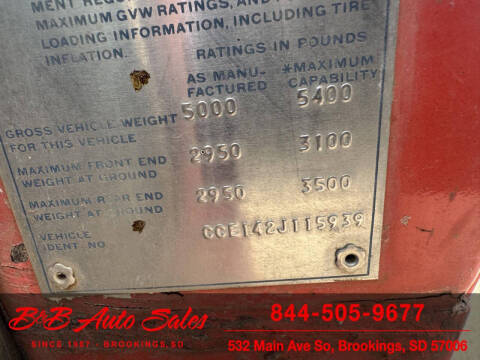 MENT REQU
MAXIMUM GVW RATINGS, AND
LOADING INFORMATION, INCLUDING TIRE
INFLATION.
RATINGS IN POUNDS
AS MANU-
FACTURED
*MAXIMUM
CAPABILITY
GROSS VEHICLE WEIGHT
FOR THIS VEHICLE
5000
5400
MAXIMUM FRONT END
WEIGHT AT GROUND
2950
3100
MAXIMUM REAR END
WEIGHT AT GROUND
2950
3500
VEHICLE
IDENT. NO.
CCE142J115939
B&B Auto Sales
SINCE 1987 • BROOKINGS, SD
844-505-9677
532 Main Ave So, Brookings, SD 57006